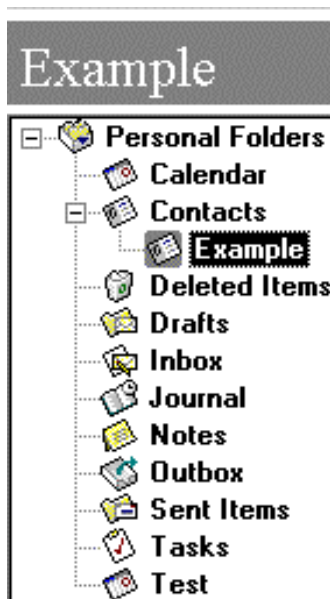 Example
Personal Folders
Calendar
Contacts
Example
Deleted Items
Drafts
Inbox
Journal
Notes
Outbox
Sent Items
Tasks
Test